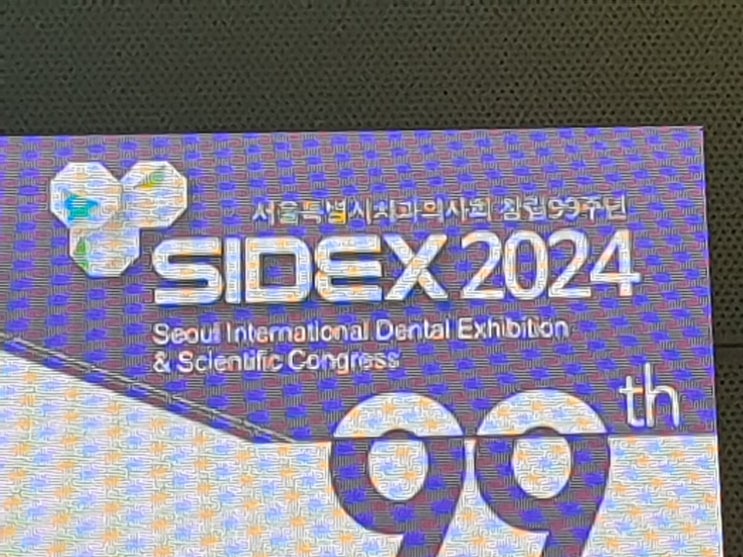 서울특별시치과의사회 창립99주년
SIDEX 2024
Seoul International Dental Exhibition
& Scientific Congress
99th